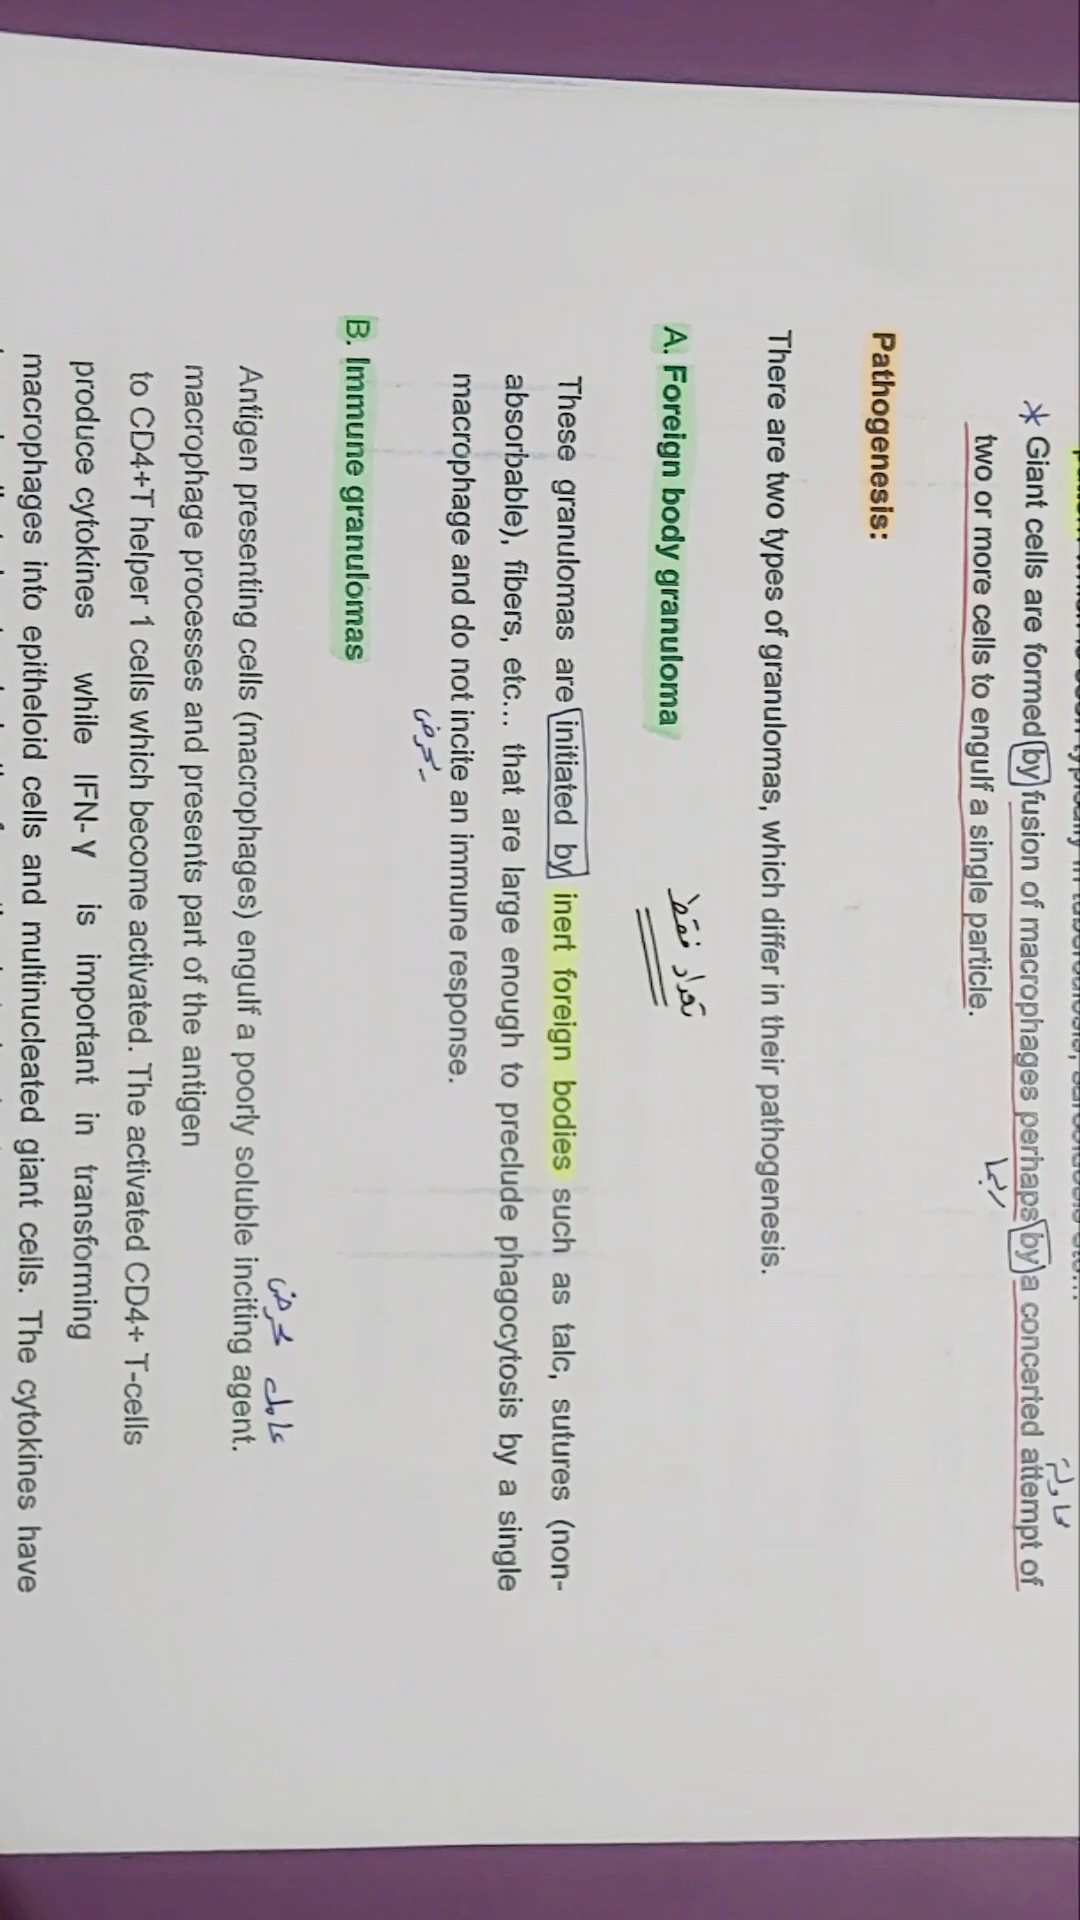 * Giant cells are formed by fusion of macrophages perhaps by a concerted attempt of
two or more cells to engulf a single particle.
ربما
Pathogenesis:
There are two types of granulomas, which differ in their pathogenesis.
A. Foreign body granuloma
تعداد فقط
These granulomas are initiated by inert foreign bodies such as talc, sutures (non-
absorbable), fibers, etc... that are large enough to preclude phagocytosis by a single
macrophage and do not incite an immune response.
يحرض
B. Immune granulomas
عامل محرض
Antigen presenting cells (macrophages) engulf a poorly soluble inciting agent.
macrophage processes and presents part of the antigen
to CD4+T helper 1 cells which become activated. The activated CD4+ T-cells
produce cytokines while IFN-γ is important in transforming
macrophages into epitheloid cells and multinucleated giant cells. The cytokines have